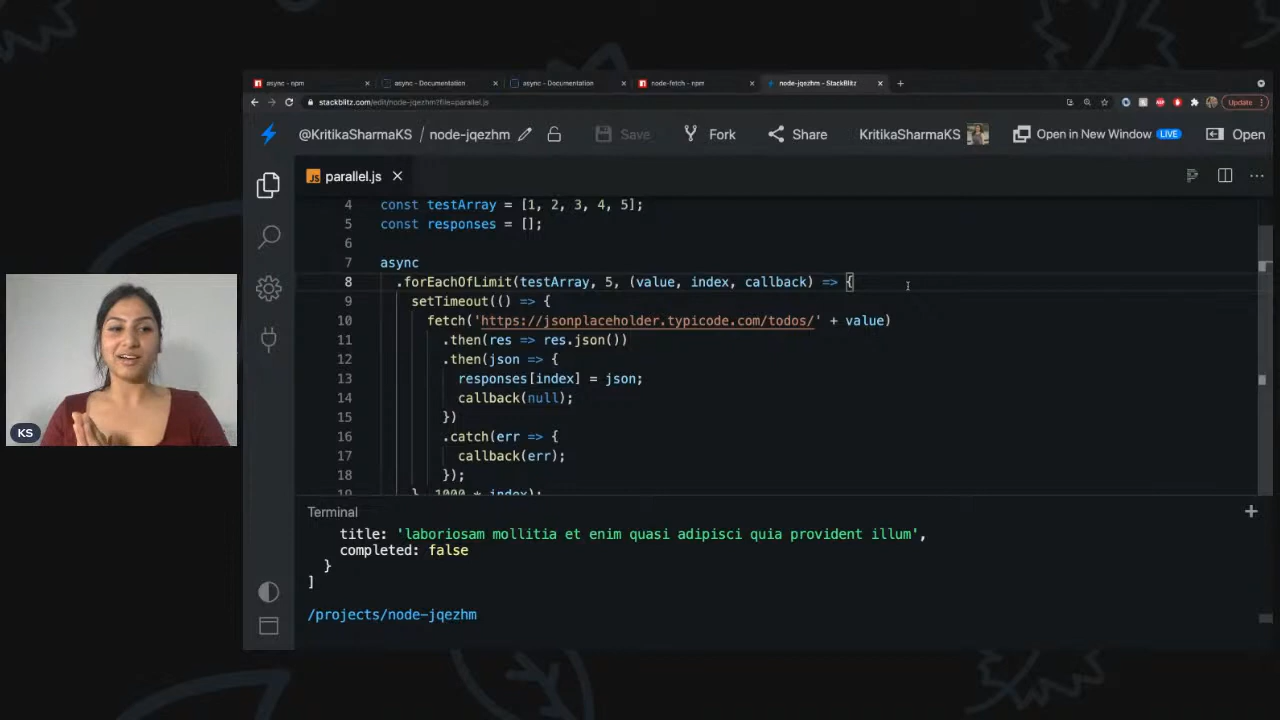 async - npm
async - Documentation
async - Documentation
node-fetch - npm
node-jqezhm - StackBlitz
stackblitz.com/edit/node-jqezhm?file=parallel.js
Update
@KritikaSharmaKS / node-jqezhm
Save
Fork
Share
KritikaSharmaKS
Open in New Window LIVE
Open
JS parallel.js
4 const testArray = [1, 2, 3, 4, 5];
5 const responses = [];
6
7 async
8 .forEachOfLimit(testArray, 5, (value, index, callback) => {
9 setTimeout(() => {
10 fetch('https://jsonplaceholder.typicode.com/todos/' + value)
11 .then(res => res.json())
12 .then(json => {
13 responses[index] = json;
14 callback(null);
15 })
16 .catch(err => {
17 callback(err);
18 });
19 }, 1000 * index);
KS
Terminal
title: 'laboriosam mollitia et enim quasi adipisci quia provident illum',
completed: false
}
]
/projects/node-jqezhm